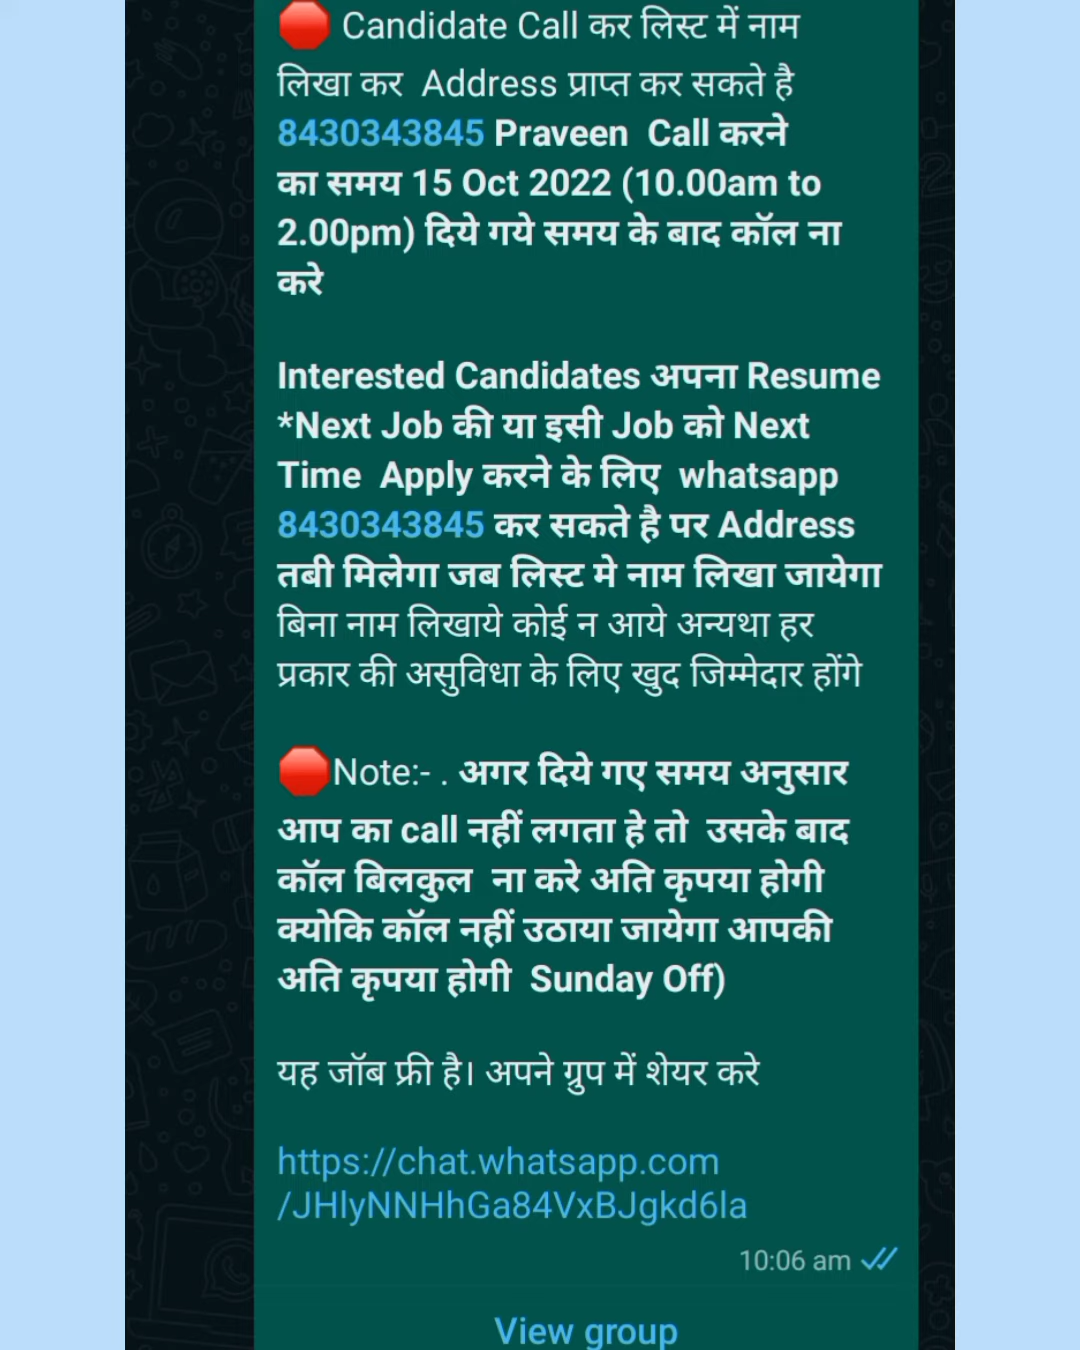 🛑 Candidate Call कर लिस्ट में नाम
लिखा कर Address प्राप्त कर सकते है
8430343845 Praveen Call करने
का समय 15 Oct 2022 (10.00am to
2.00pm) दिये गये समय के बाद कॉल ना
करे
Interested Candidates अपना Resume
*Next Job की या इसी Job को Next
Time Apply करने के लिए whatsapp
8430343845 कर सकते है पर Address
तबी मिलेगा जब लिस्ट मे नाम लिखा जायेगा
बिना नाम लिखाये कोई न आये अन्यथा हर
प्रकार की असुविधा के लिए खुद जिम्मेदार होंगे
🛑Note:- . अगर दिये गए समय अनुसार
आप का call नहीं लगता हे तो उसके बाद
कॉल बिलकुल ना करे अति कृपया होगी
क्योकि कॉल नहीं उठाया जायेगा आपकी
अति कृपया होगी Sunday Off)
यह जॉब फ्री है। अपने ग्रुप में शेयर करे
https://chat.whatsapp.com
/JHlyNNHhGa84VxBJgkd6la
10:06 am
View group